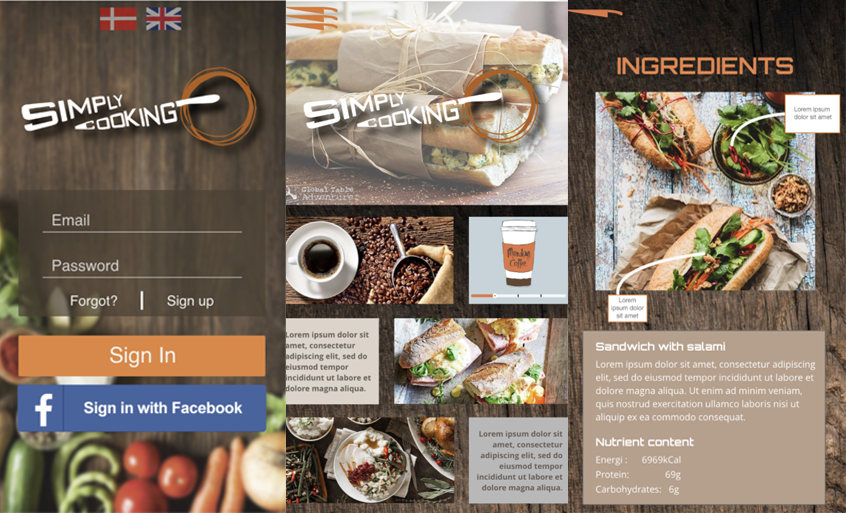 SIMPLY
COOKING
Email
Password
Forgot? | Sign up
Sign In
f Sign in with Facebook
SIMPLY
COOKING
Global Table
Adventure
Monday
Coffee
Lorem ipsum dolor sit
amet, consectetur
adipiscing elit, sed do
eiusmod tempor
incididunt ut labore et
dolore magna aliqua.
Lorem ipsum dolor sit
amet, consectetur
adipiscing elit, sed do
eiusmod tempor
incididunt ut labore et
dolore magna aliqua.
INGREDIENTS
Lorem ipsum
dolor sit amet
Lorem
ipsum dolor
sit amet
Sandwich with salami
Lorem ipsum dolor sit amet, consectetur adipiscing
elit, sed do eiusmod tempor incididunt ut labore et
dolore magna aliqua. Ut enim ad minim veniam,
quis nostrud exercitation ullamco laboris nisi ut
aliquip ex ea commodo consequat.
Nutrient content
Energi : 6969kCal
Protein: 69g
Carbohydrates: 6g